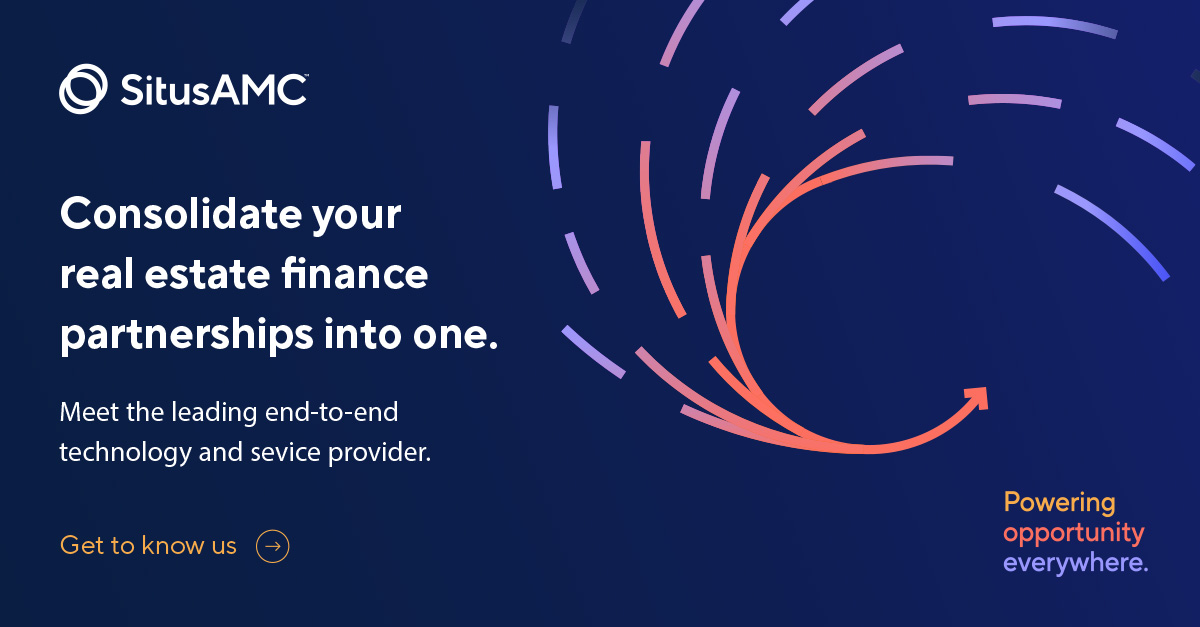 SitusAMC™
Consolidate your
real estate finance
partnerships into one.
Meet the leading end-to-end
technology and sevice provider.
Get to know us
Powering
opportunity
everywhere.